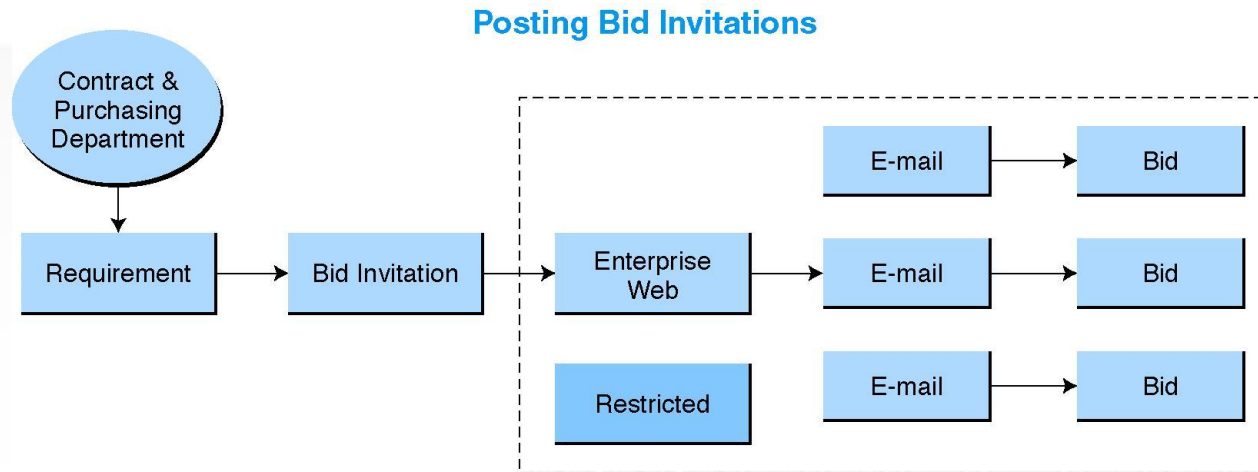 Posting Bid Invitations
Contract &
Purchasing
Department
E-mail
Bid
Requirement
Bid Invitation
Enterprise
Web
E-mail
Bid
Restricted
E-mail
Bid